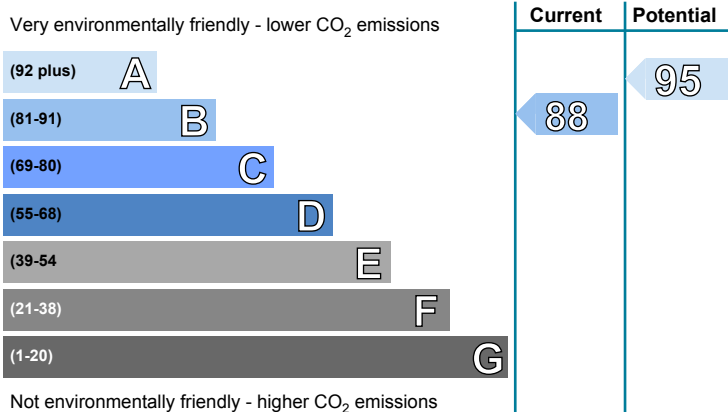 Very environmentally friendly - lower CO2 emissions
Current
Potential
(92 plus) A
(81-91) B
(69-80) C
(55-68) D
(39-54 E
(21-38) F
(1-20) G
88
95
Not environmentally friendly - higher CO2 emissions